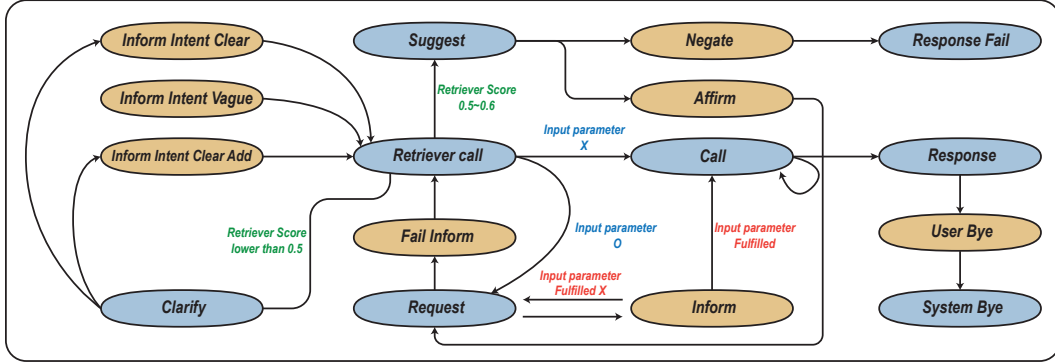 Inform Intent Clear
Suggest
Negate
Response Fail
Inform Intent Vague
Retriever Score
0.5~0.6
Affirm
Inform Intent Clear Add
Retriever call
Input parameter
X
Call
Response
Retriever Score
lower than 0.5
Fail Inform
Input parameter
O
Input parameter
Fulfilled
User Bye
Clarify
Request
Input parameter
Fulfilled X
Inform
System Bye